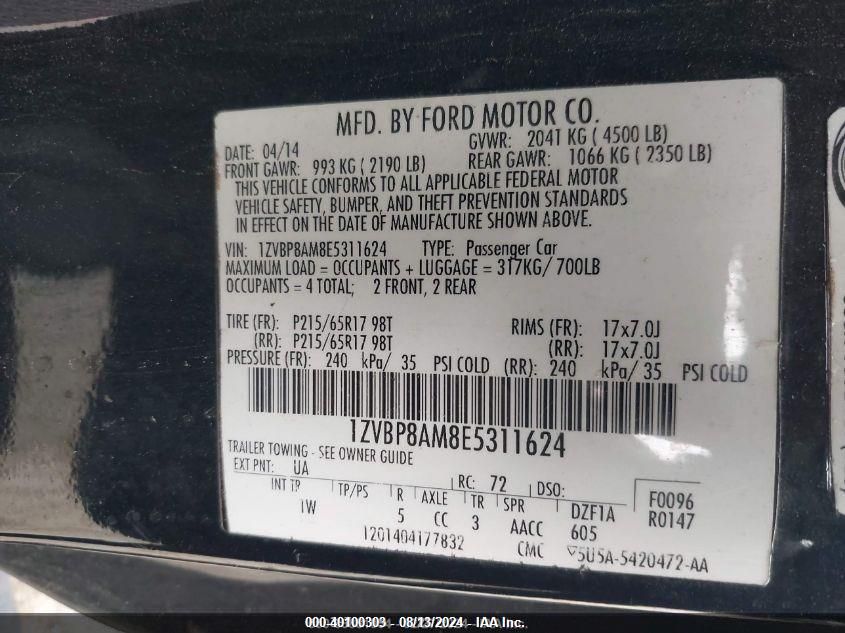 MFD. BY FORD MOTOR CO.
DATE: 04/14 GVWR: 2041 KG ( 4500 LB)
FRONT GAWR: 993 KG ( 2190 LB) REAR GAWR: 1066 KG ( 2350 LB)
THIS VEHICLE CONFORMS TO ALL APPLICABLE FEDERAL MOTOR
VEHICLE SAFETY, BUMPER, AND THEFT PREVENTION STANDARDS
IN EFFECT ON THE DATE OF MANUFACTURE SHOWN ABOVE.
VIN: 1ZVBP8AM8E5311624 TYPE: Passenger Car
MAXIMUM LOAD = OCCUPANTS + LUGGAGE = 317KG/ 700LB
OCCUPANTS = 4 TOTAL; 2 FRONT, 2 REAR
TIRE (FR): P215/65R17 98T RIMS (FR): 17x7.0J
(RR): P215/65R17 98T (RR): 17x7.0J
PRESSURE (FR): 240 kPa/ 35 PSI COLD (RR): 240 kPa/ 35 PSI COLD
1ZVBP8AM8E5311624
TRAILER TOWING - SEE OWNER GUIDE
EXT PNT: UA RC: 72 DSO: F0096
INT TR TP/PS R AXLE TR SPR DZF1A R0147
1W 5 CC 3 AACC 605
1201404177832 CMC 5U5A-5420472-AA
000-40100303 - 08/23/2024 - IAA Inc.